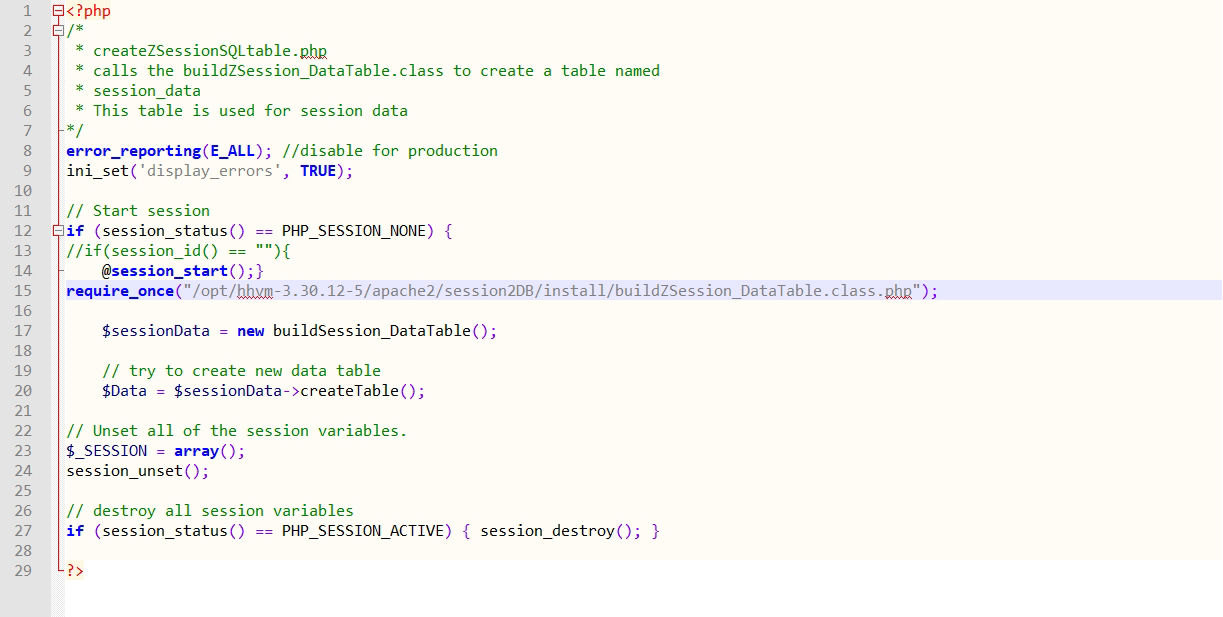 1 <?php
2 /*
3  * createZSessionSQLtable.php
4  * calls the buildZSession_DataTable.class to create a table named
5  * session_data
6  * This table is used for session data
7 */
8 error_reporting(E_ALL); //disable for production
9 ini_set('display_errors', TRUE);
10
11 // Start session
12 if (session_status() == PHP_SESSION_NONE) {
13 //if(session_id() == ""){
14     @session_start();}
15 require_once("/opt/hhvm-3.30.12-5/apache2/session2DB/install/buildZSession_DataTable.class.php");
16
17     $sessionData = new buildSession_DataTable();
18
19     // try to create new data table
20     $Data = $sessionData->createTable();
21
22 // Unset all of the session variables.
23 $_SESSION = array();
24 session_unset();
25
26 // destroy all session variables
27 if (session_status() == PHP_SESSION_ACTIVE) { session_destroy(); }
28
29 ?>